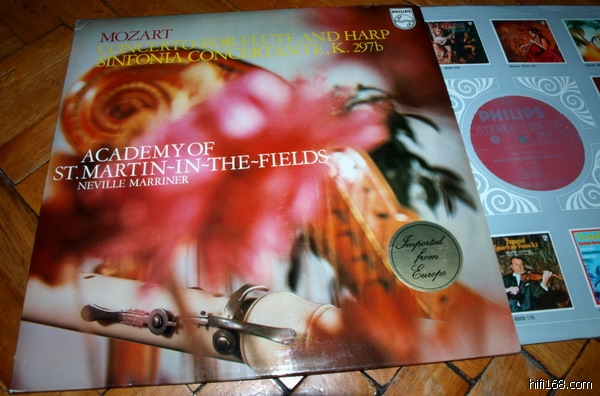 MOZART
CONCERTO FOR FLUTE AND HARP
SINFONIA CONCERTANTE, K. 297b
PHILIPS
ACADEMY OF
ST. MARTIN-IN-THE-FIELDS
NEVILLE MARRINER
Imported
from
Europe
PHILIPS
STEREO
hifi168.com